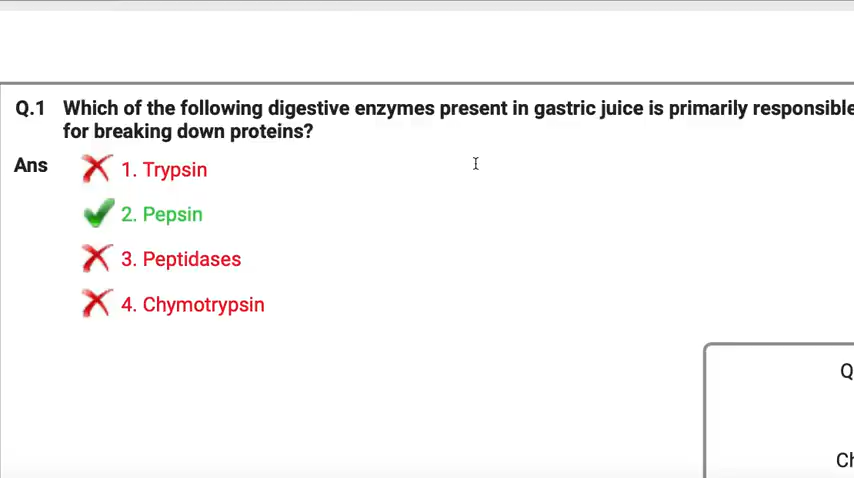 Q.1 Which of the following digestive enzymes present in gastric juice is primarily responsible
for breaking down proteins?
Ans
1. Trypsin
2. Pepsin
3. Peptidases
4. Chymotrypsin
Q